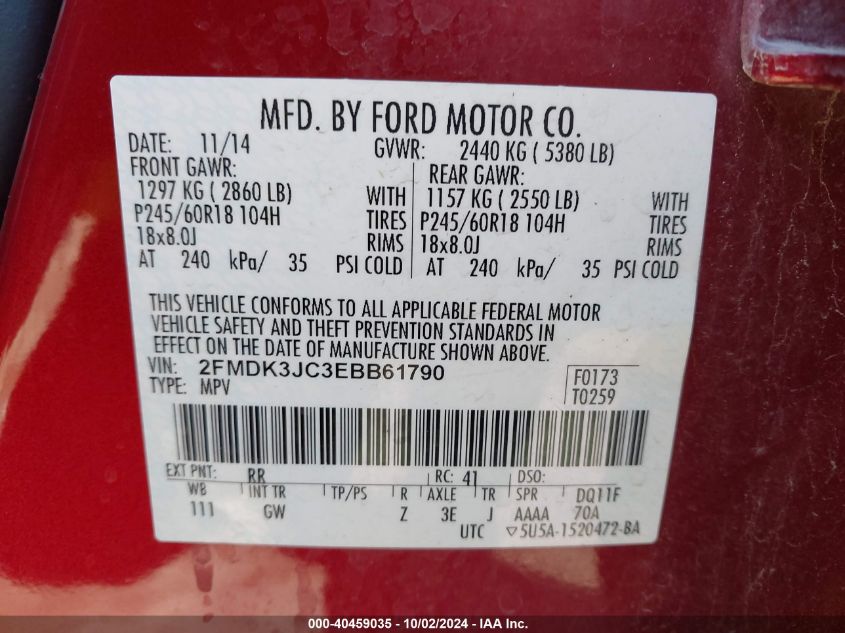 MFD. BY FORD MOTOR CO.
DATE: 11/14 GVWR: 2440 KG ( 5380 LB)
FRONT GAWR: REAR GAWR:
1297 KG ( 2860 LB) WITH 1157 KG ( 2550 LB) WITH
P245/60R18 104H TIRES P245/60R18 104H TIRES
18x8.0J RIMS 18x8.0J RIMS
AT 240 kPa/ 35 PSI COLD AT 240 kPa/ 35 PSI COLD
THIS VEHICLE CONFORMS TO ALL APPLICABLE FEDERAL MOTOR
VEHICLE SAFETY AND THEFT PREVENTION STANDARDS IN
EFFECT ON THE DATE OF MANUFACTURE SHOWN ABOVE.
VIN: 2FMDK3JC3EBB61790 F0173
TYPE: MPV T0259
EXT PNT: RR RC: 41 DSO:
WB INT TR TP/PS R AXLE TR SPR DQ11F
111 GW Z 3E J AAAA 70A
UTC ▽5U5A-1520472-BA
000-40459035 - 10/02/2024 - IAAI Inc.